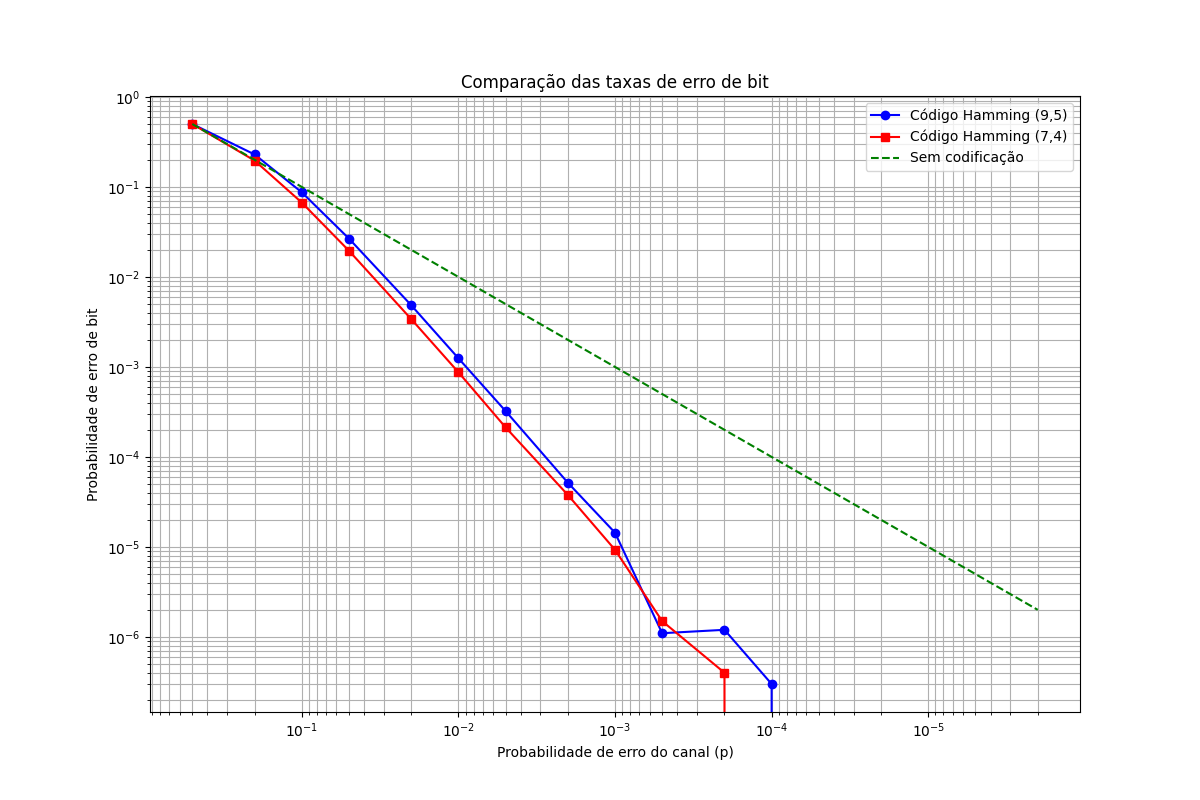 Comparação das taxas de erro de bit
Código Hamming (9,5)
Código Hamming (7,4)
Sem codificação
Probabilidade de erro de bit
10^0
10^-1
10^-2
10^-3
10^-4
10^-5
10^-6
10^-1
10^-2
10^-3
10^-4
10^-5
Probabilidade de erro do canal (p)